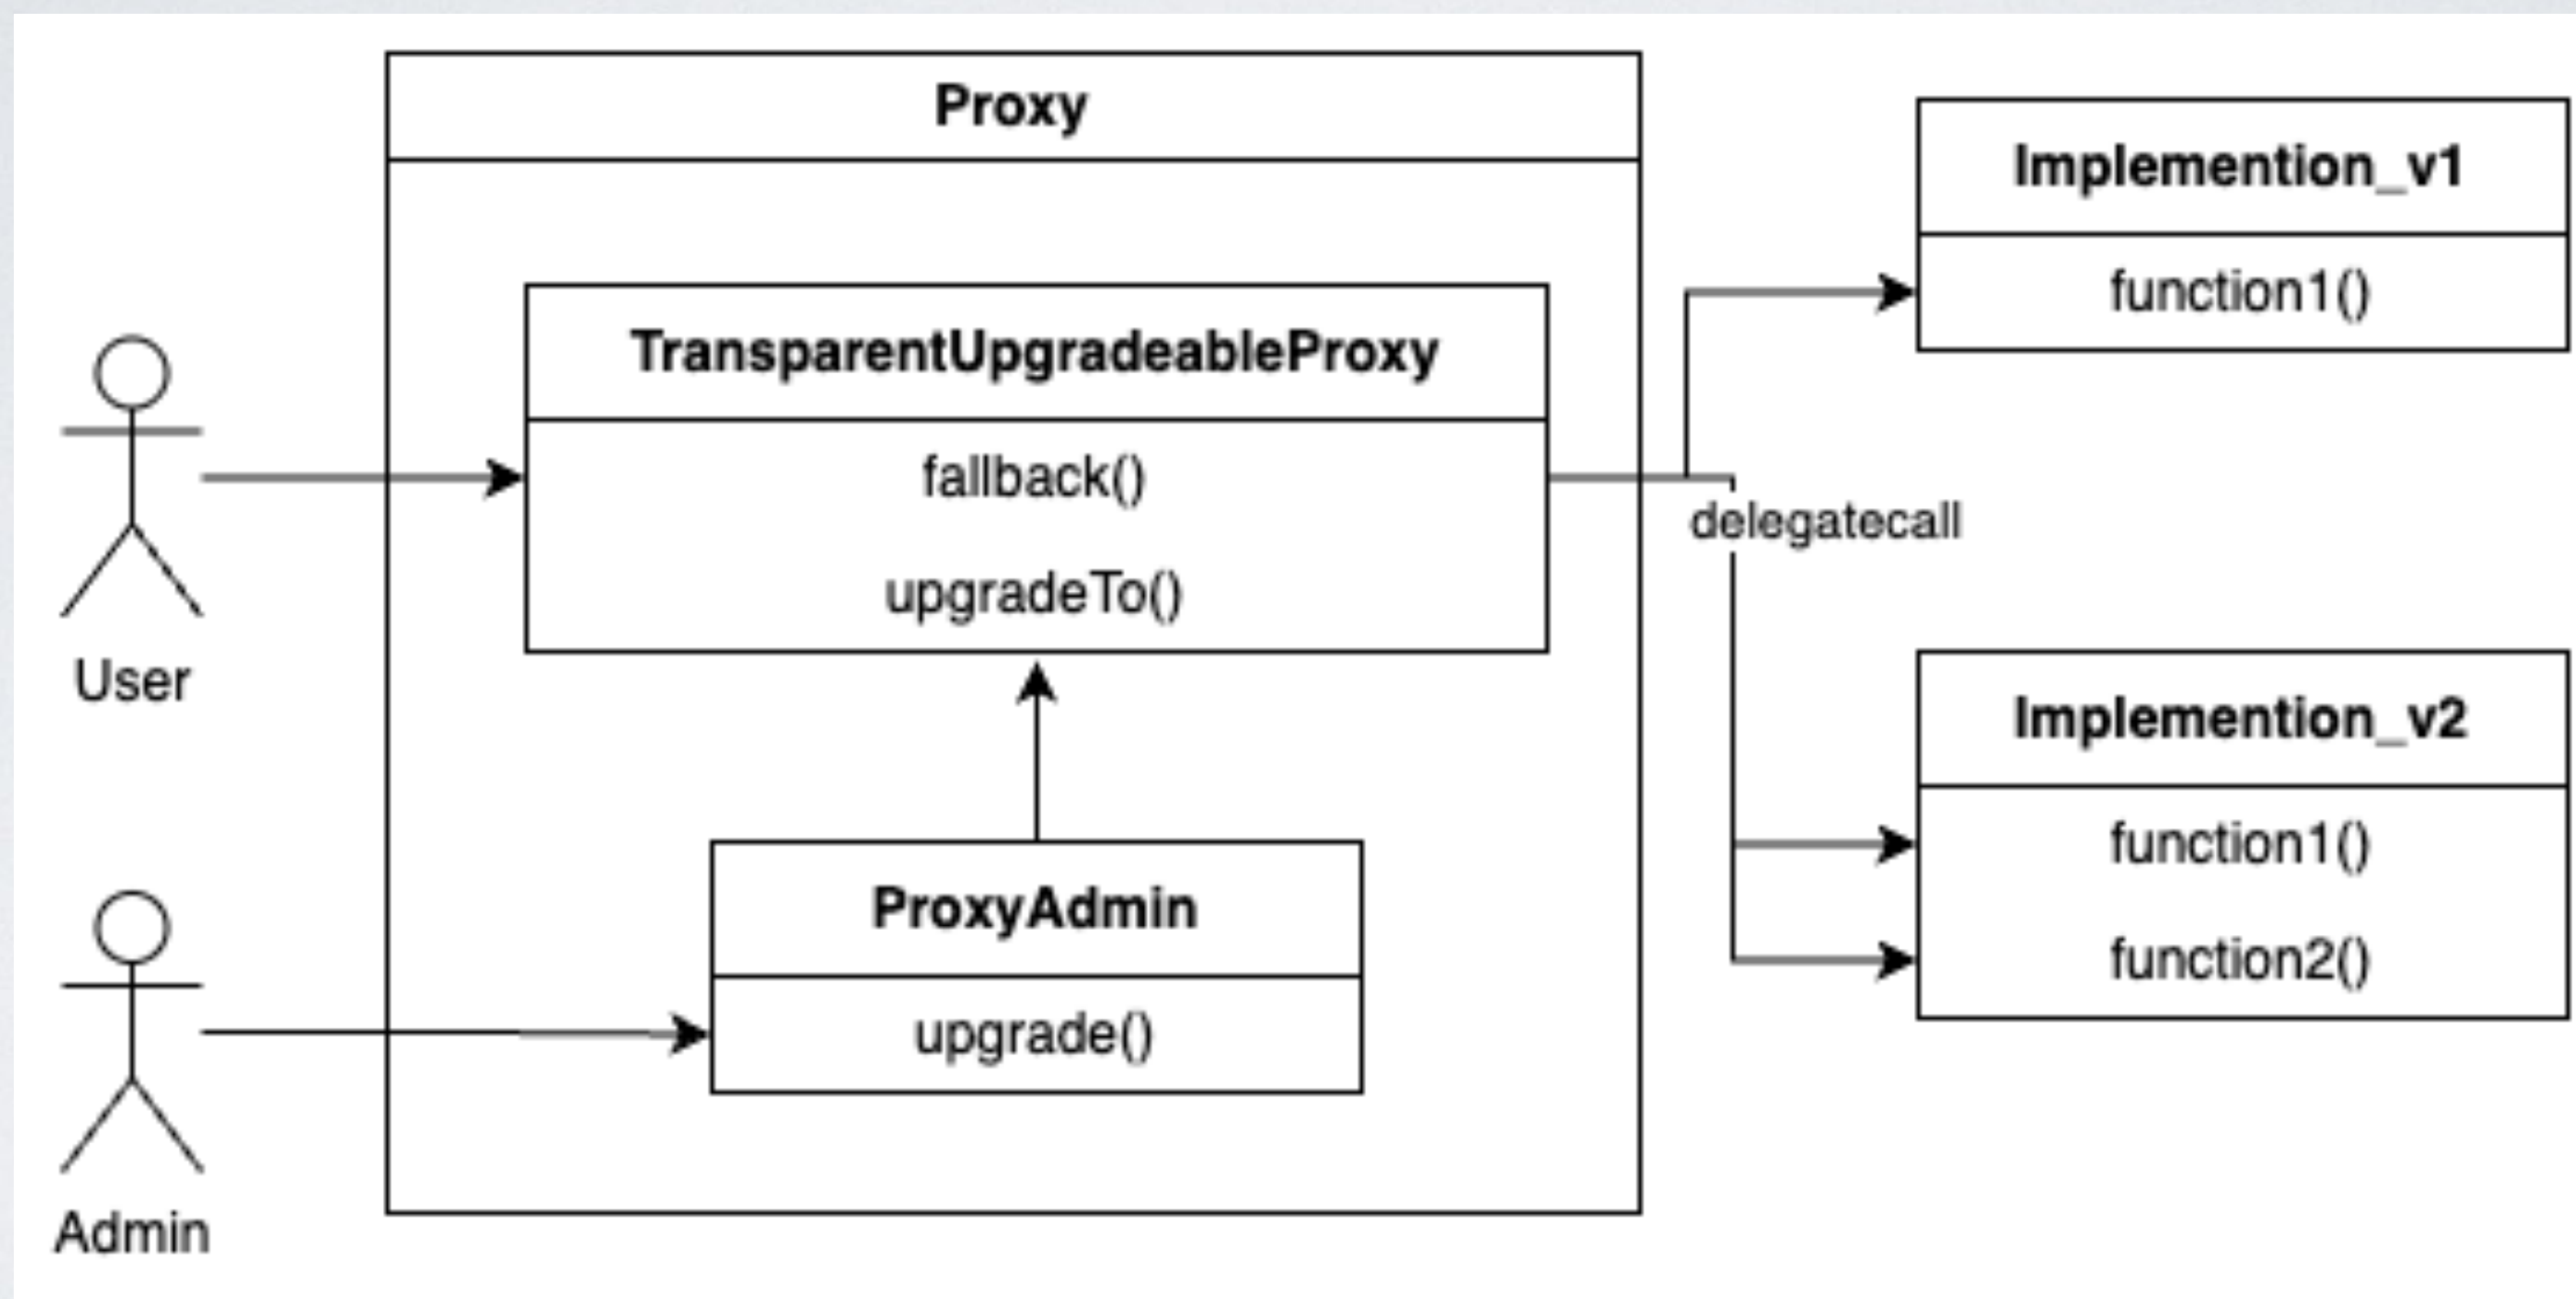 Proxy
Implemention_v1
function1()
TransparentUpgradeableProxy
fallback()
upgradeTo()
delegatecall
User
Implemention_v2
function1()
function2()
ProxyAdmin
upgrade()
Admin